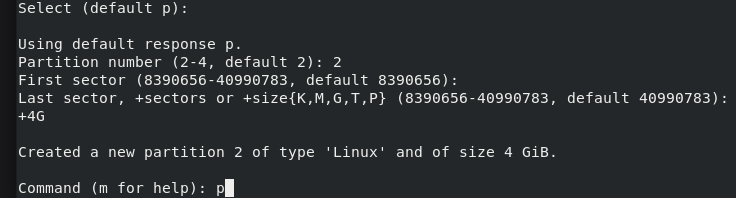 Select (default p):
Using default response p.
Partition number (2-4, default 2): 2
First sector (8390656-40990783, default 8390656):
Last sector, +sectors or +size{K,M,G,T,P} (8390656-40990783, default 40990783):
+4G
Created a new partition 2 of type 'Linux' and of size 4 GiB.
Command (m for help): p